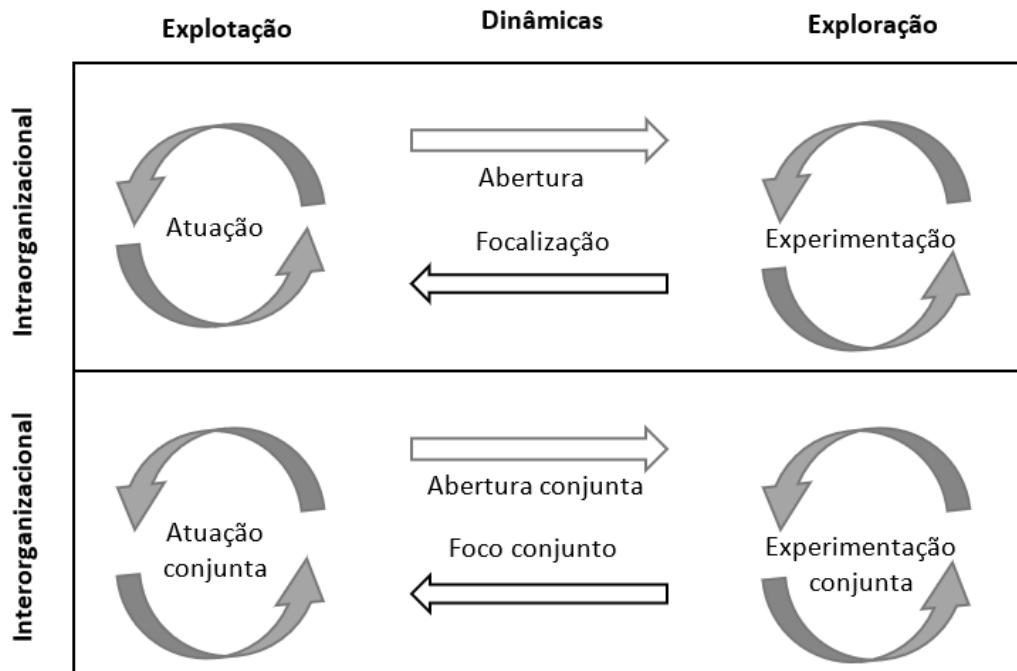 Explotação
Dinâmicas
Exploração
Intraorganizacional
Atuação
Abertura
Focalização
Experimentação
Interorganizacional
Atuação
conjunta
Abertura conjunta
Foco conjunto
Experimentação
conjunta